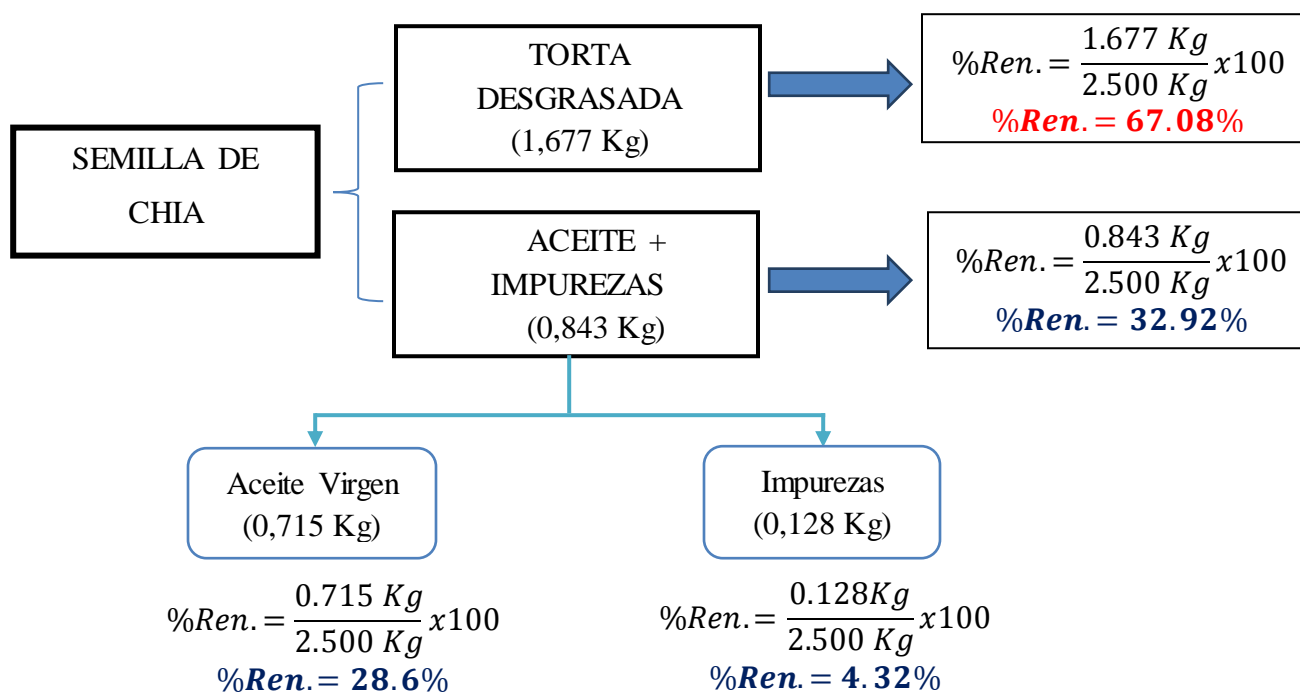 SEMILLA DE
CHIA
TORTA
DESGRASADA
(1,677 Kg)
%Ren. = 1.677 Kg / 2.500 Kg x100
%Ren. = 67.08%
ACEITE +
IMPUREZAS
(0,843 Kg)
%Ren. = 0.843 Kg / 2.500 Kg x100
%Ren. = 32.92%
Aceite Virgen
(0,715 Kg)
%Ren. = 0.715 Kg / 2.500 Kg x100
%Ren. = 28.6%
Impurezas
(0,128 Kg)
%Ren. = 0.128Kg / 2.500 Kg x100
%Ren. = 4.32%